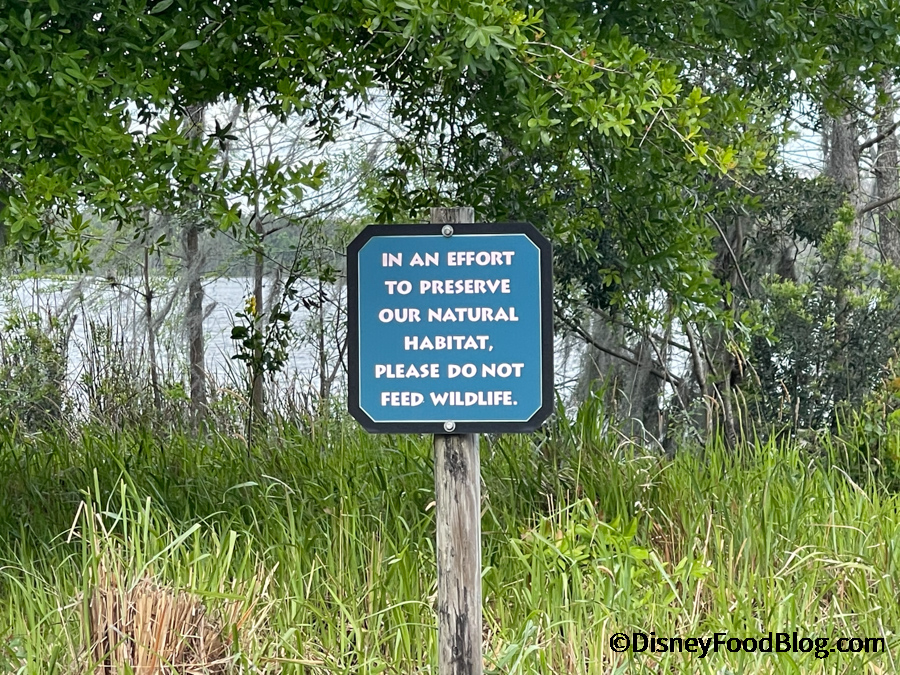 IN AN EFFORT
TO PRESERVE
OUR NATURAL
HABITAT,
PLEASE DO NOT
FEED WILDLIFE.
©DisneyFoodBlog.com